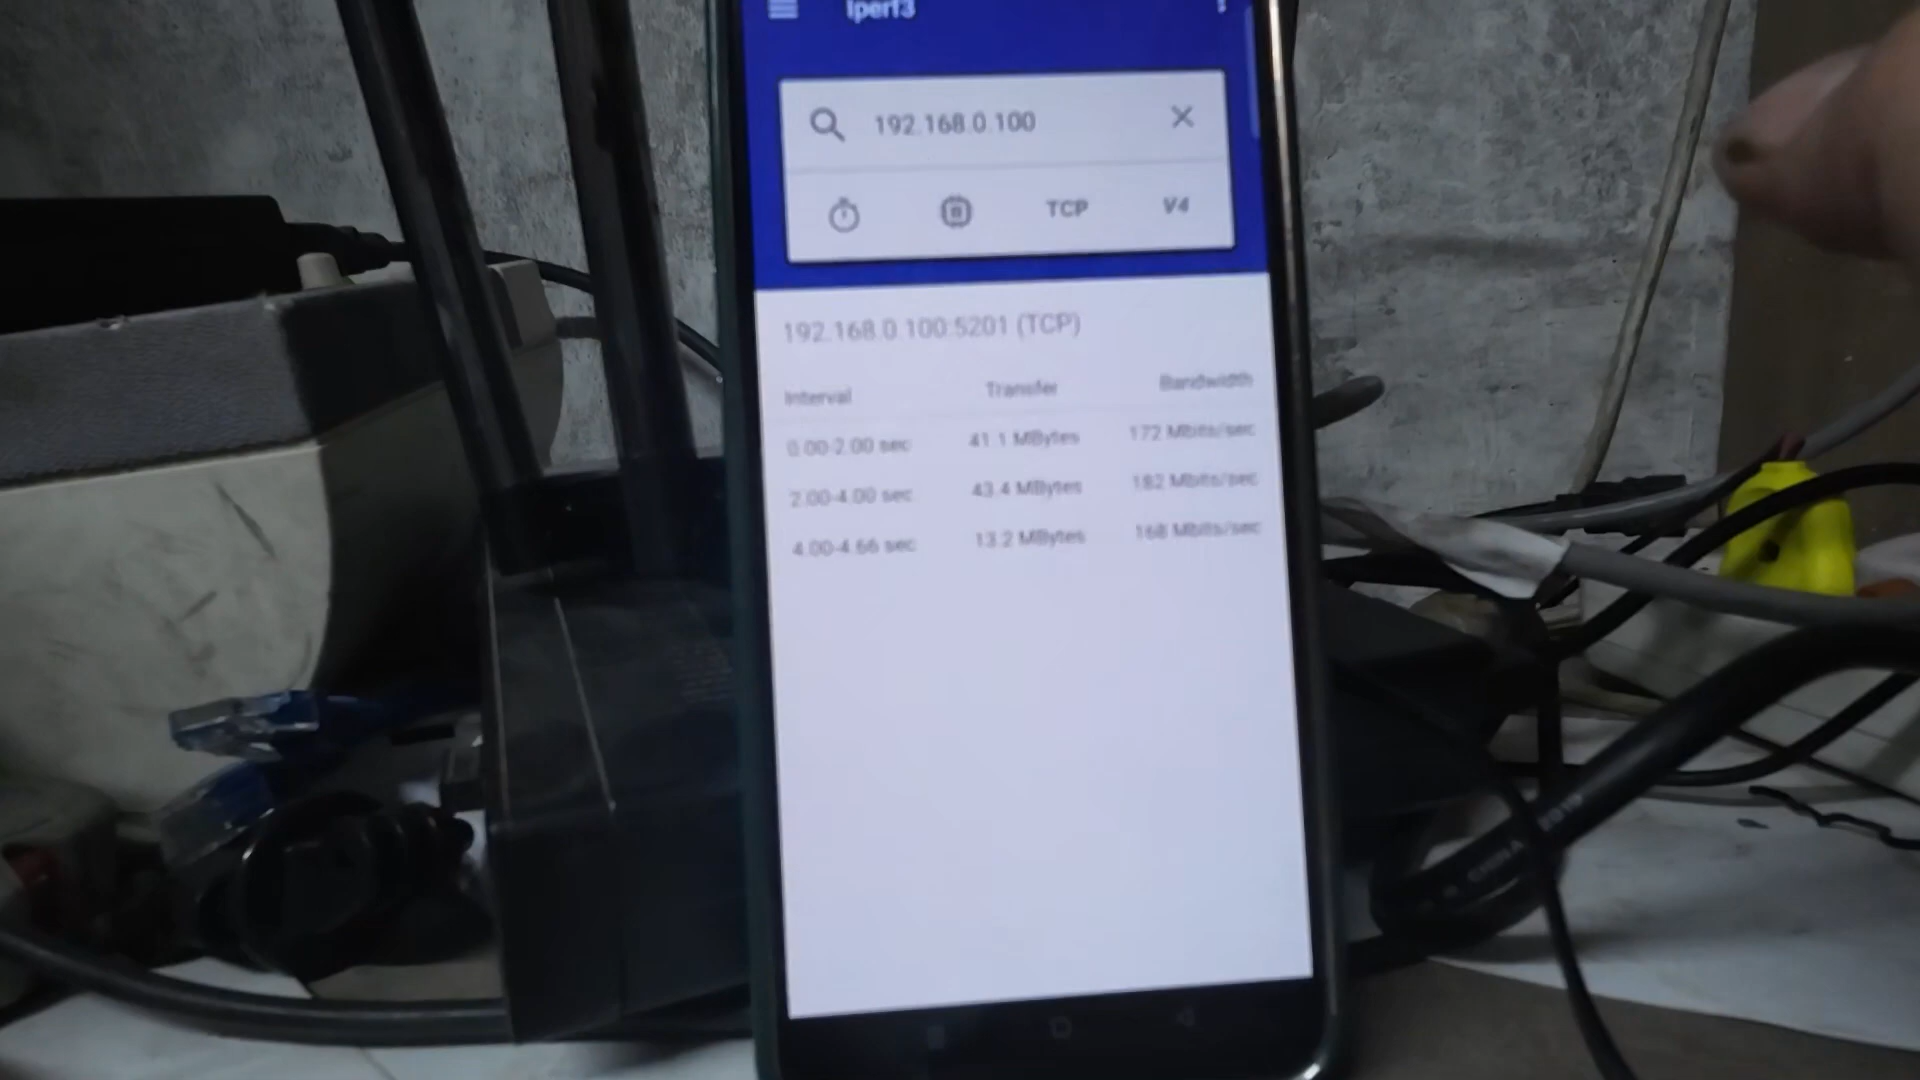 Iperf3
192.168.0.100
TCP V4
192.168.0.100:5201 (TCP)
Interval Transfer Bandwidth
0.00-2.00 sec 41.1 MBytes 172 Mbits/sec
2.00-4.00 sec 43.4 MBytes 182 Mbits/sec
4.00-4.66 sec 13.2 MBytes 168 Mbits/sec
CHINA